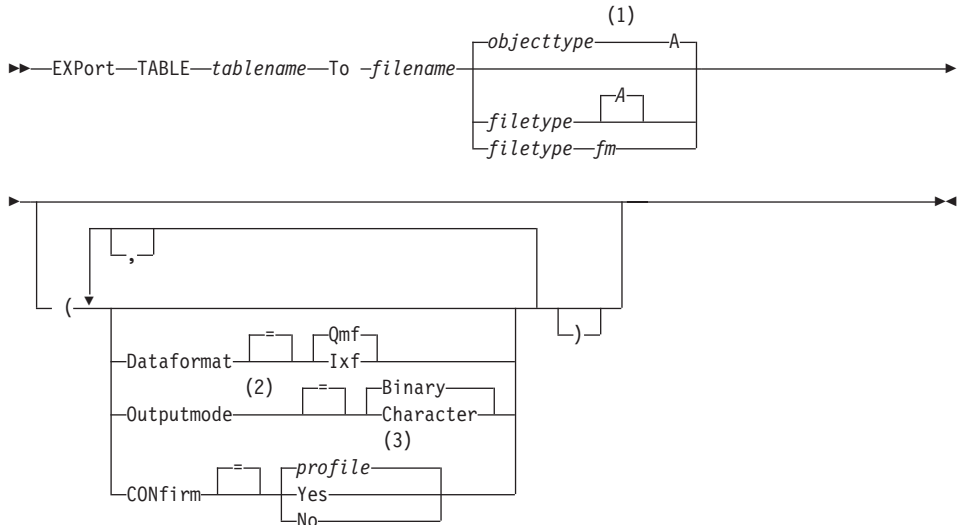 (1)
objecttype A
EXPort TABLE tablename To filename
A
filetype
filetype fm
,
(
)
=
Qmf
Dataformat Ixf
(2)
=
Binary
Outputmode Character
(3)
=
profile
CONfirm Yes
No